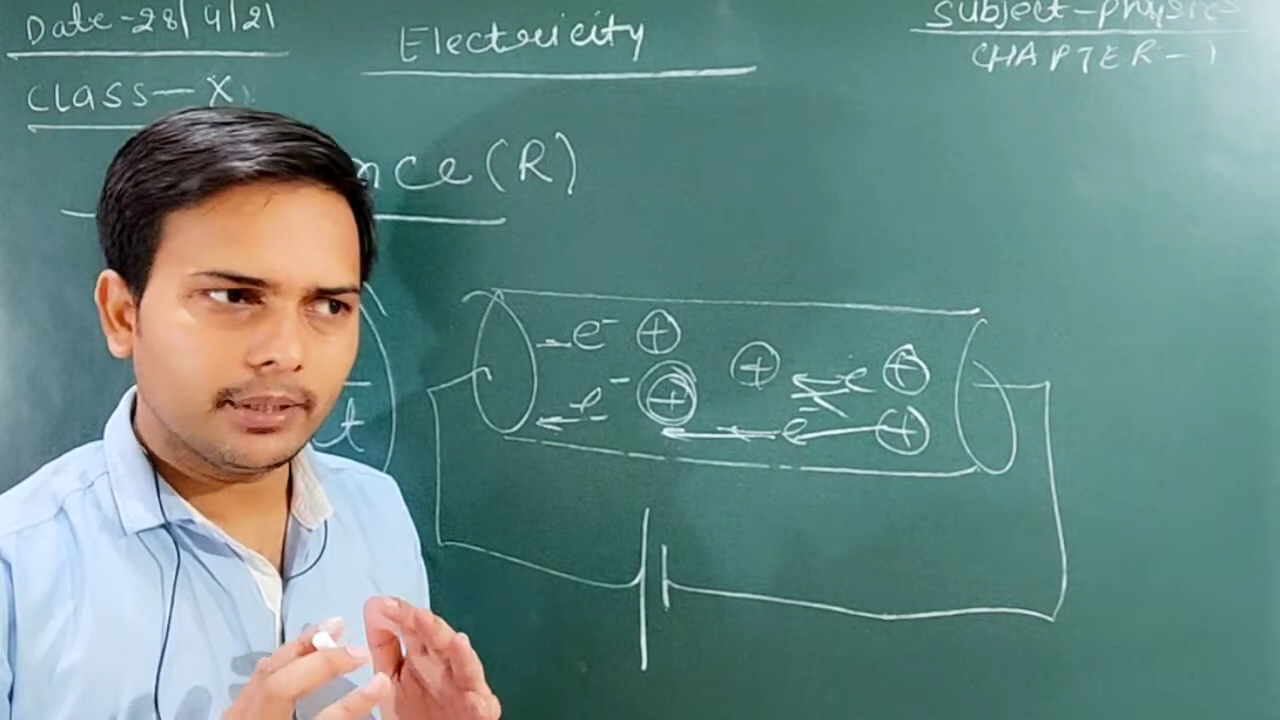 Date-28/4/21
Electricity
Subject-Physics
CHAPTER-1
Class-X
nce(R)
e⁻ + + e +
e⁻ + e⁻ +
t